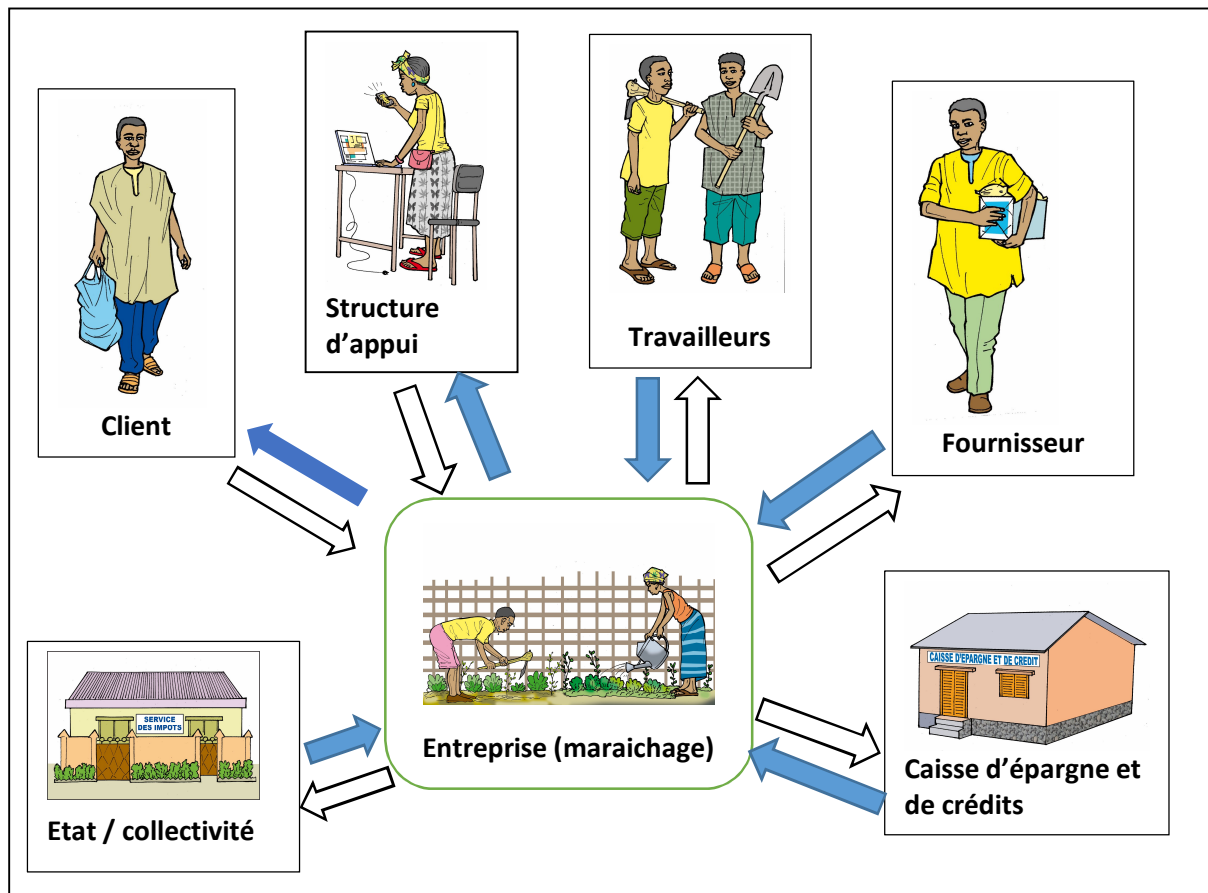 Client
Structure
d'appui
Travailleurs
Fournisseur
Entreprise (maraichage)
SERVICE
DES IMPOTS
Etat / collectivité
CAISSE D'EPARGNE ET DE CREDIT
Caisse d'épargne et
de crédits